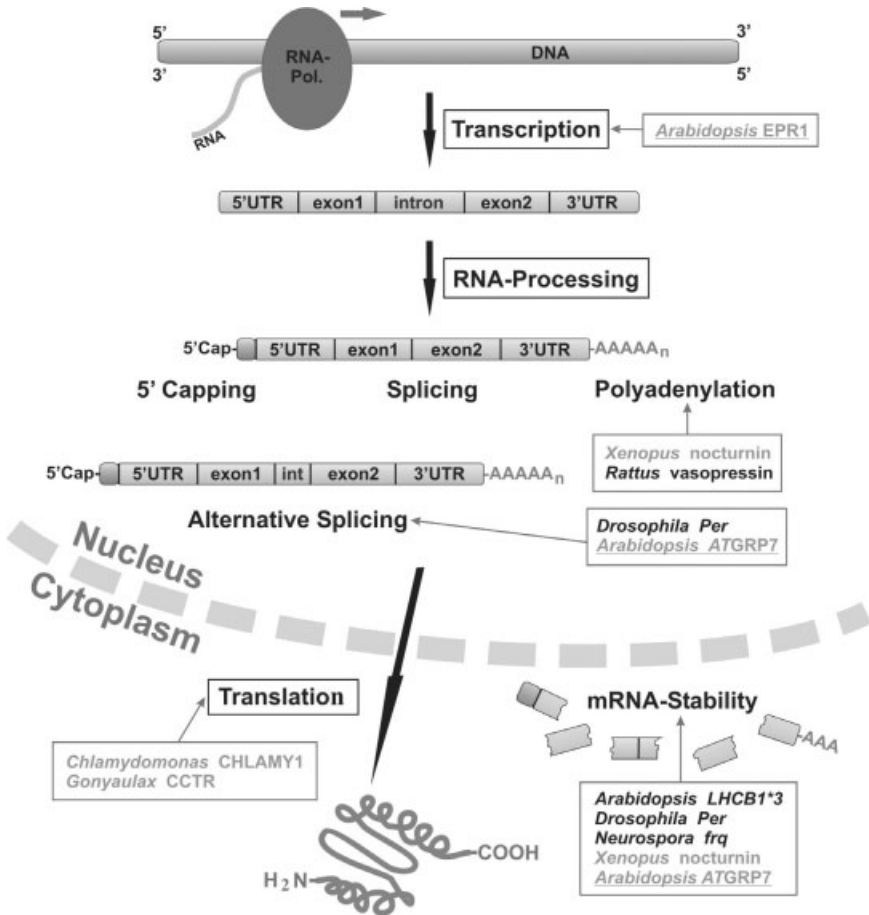 5' 3'
RNA-
Pol.
DNA
3' 5'
RNA
Transcription
Arabidopsis EPR1
5'UTR exon1 intron exon2 3'UTR
RNA-Processing
5'Cap- 5'UTR exon1 exon2 3'UTR -AAAAAn
5' Capping Splicing Polyadenylation
Xenopus nocturnin
Rattus vasopressin
5'Cap- 5'UTR exon1 int exon2 3'UTR -AAAAAn
Alternative Splicing
Drosophila Per
Arabidopsis ATGRP7
Nucleus
Cytoplasm
Translation
mRNA-Stability
-AAA
Chlamydomonas CHLAMY1
Gonyaulax CCTR
Arabidopsis LHCB1*3
Drosophila Per
Neurospora frq
Xenopus nocturnin
Arabidopsis ATGRP7
-COOH
H2N-